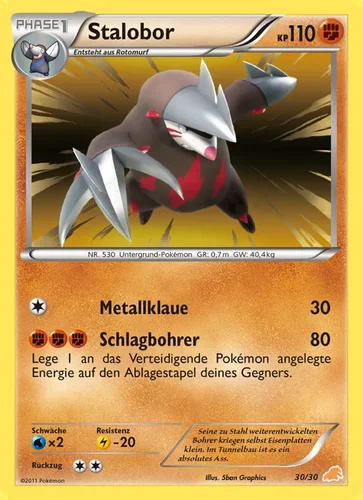 PHASE 1
Stalobor
KP110
Entsteht aus Rotomurf
NR. 530 Untergrund-Pokémon GR: 0,7m GW: 40,4kg
Metallklaue 30
Schlagbohrer 80
Lege 1 an das Verteidigende Pokémon angelegte
Energie auf den Ablagestapel deines Gegners.
Schwäche
×2
Resistenz
-20
Rückzug
Seine zu Stahl weiterentwickelten
Bohrer kriegen selbst Eisenplatten
klein. Im Tunnelbau ist es ein
absolutes Ass.
©2011 Pokémon
Illus. 5ban Graphics
30/30